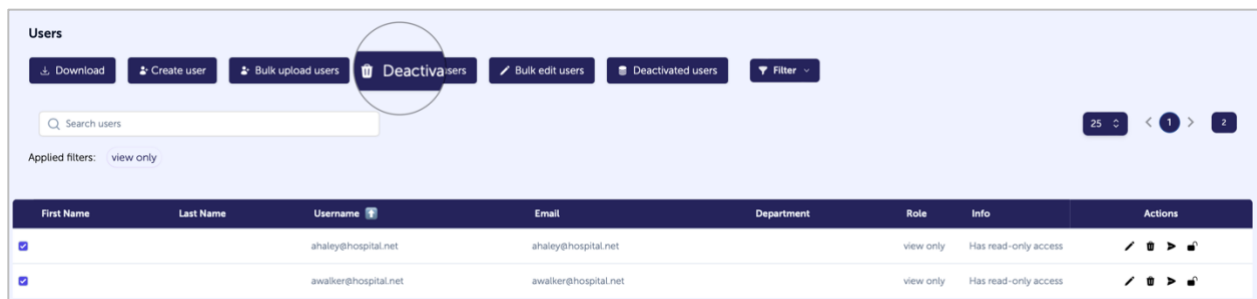 Users
Download Create user Bulk upload users Deactiva sers Bulk edit users Deactivated users Filter
Search users 25 1 2
Applied filters: view only
First Name Last Name Username Email Department Role Info Actions
ahaley@hospital.net ahaley@hospital.net view only Has read-only access
awalker@hospital.net awalker@hospital.net view only Has read-only access